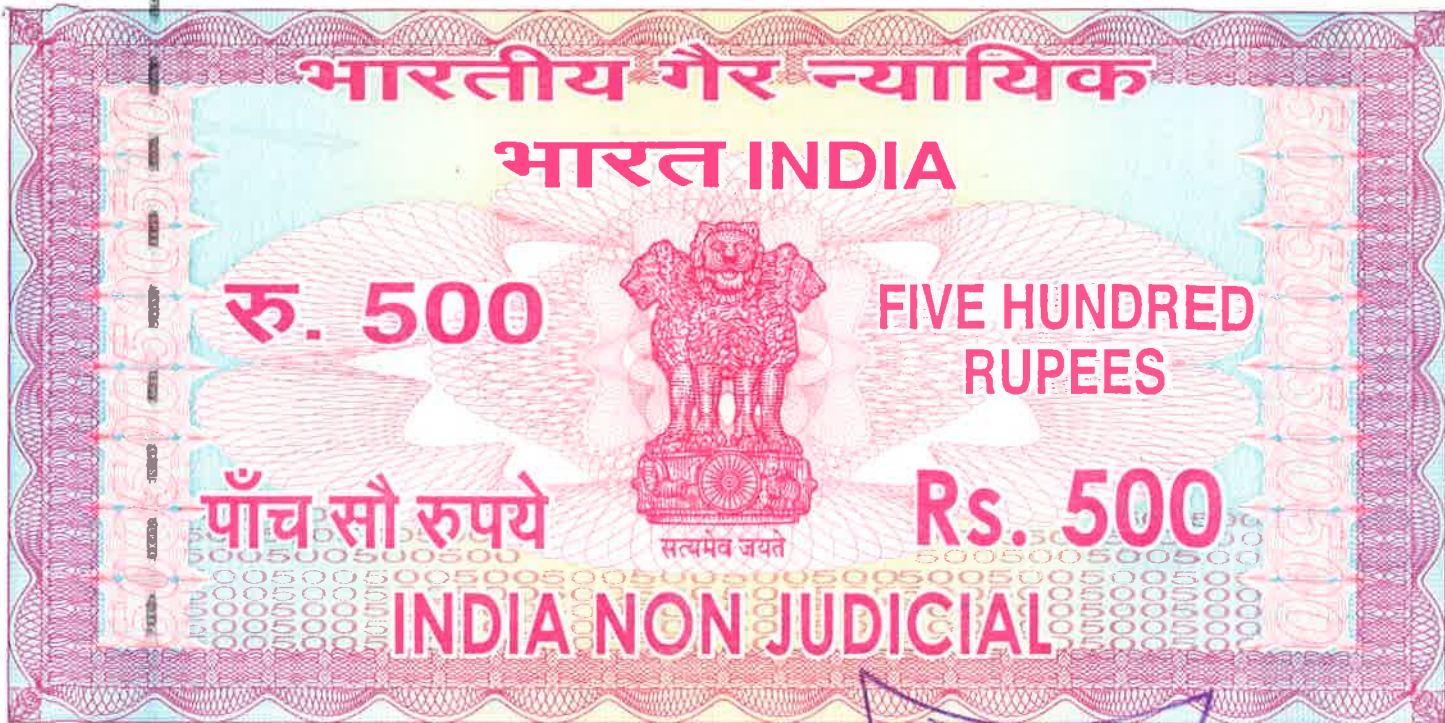 भारतीय गैर न्यायिक
भारत INDIA
रु. 500
FIVE HUNDRED
RUPEES
पाँच सौ रुपये
Rs. 500
सत्यमेव जयते
INDIA NON JUDICIAL